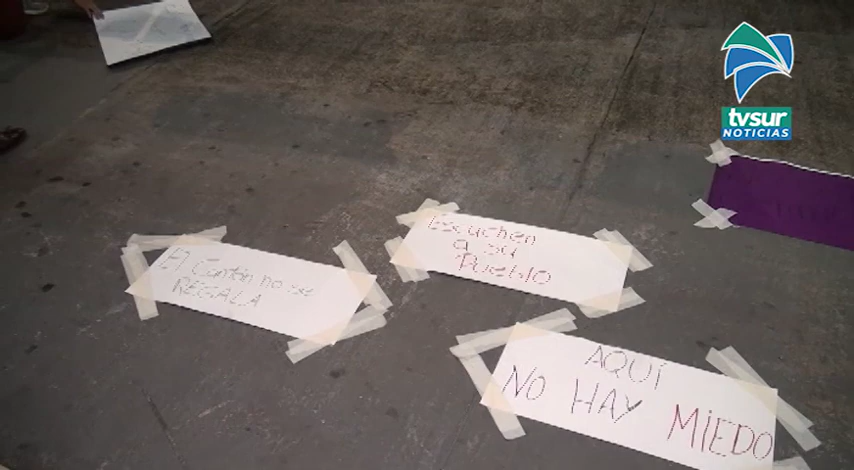 tvsur
NOTICIAS
El Cantón no se
REGALA
Escuchen
a su
Pueblo
AQUÍ
NO HAY MIEDO